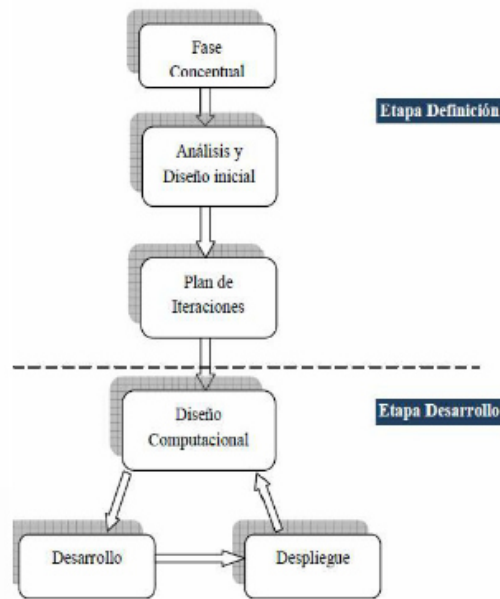 Fase
Conceptual
Etapa Definición
Análisis y
Diseño inicial
Plan de
Iteraciones
Etapa Desarrollo
Diseño
Computacional
Desarrollo
Despliegue